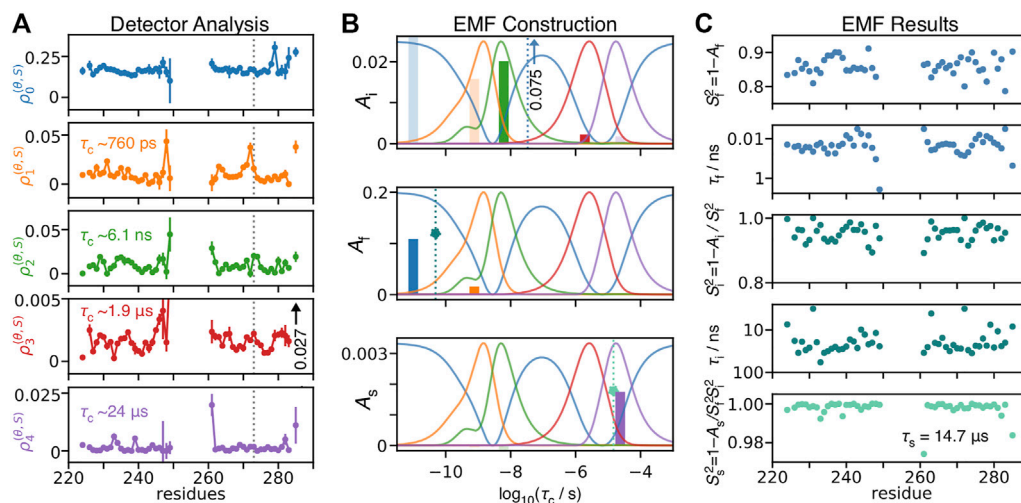 A Detector Analysis
ρ₀^(θ,S)
0.25
0.00
ρ₁^(θ,S)
0.05
0
τc ~760 ps
ρ₂^(θ,S)
0.05
0
τc ~6.1 ns
ρ₃^(θ,S)
0.005
0
τc ~1.9 μs
0.027
ρ₄^(θ,S)
0.025
0
τc ~24 μs
220 240 260 280
residues
B EMF Construction
Ai
0.02
0
0.075
Af
0.2
0
As
0.003
0
−10 −8 −6 −4
log₁₀(τc / s)
C EMF Results
Sf²=1−Af
0.9
0.8
τf / ns
0.01
1
Si²=1−Ai / Sf²
1.0
0.8
τi / ns
10
100
Ss²=1−As/Sf²Si²
1.00
0.98
τs = 14.7 μs
220 240 260 280
residue